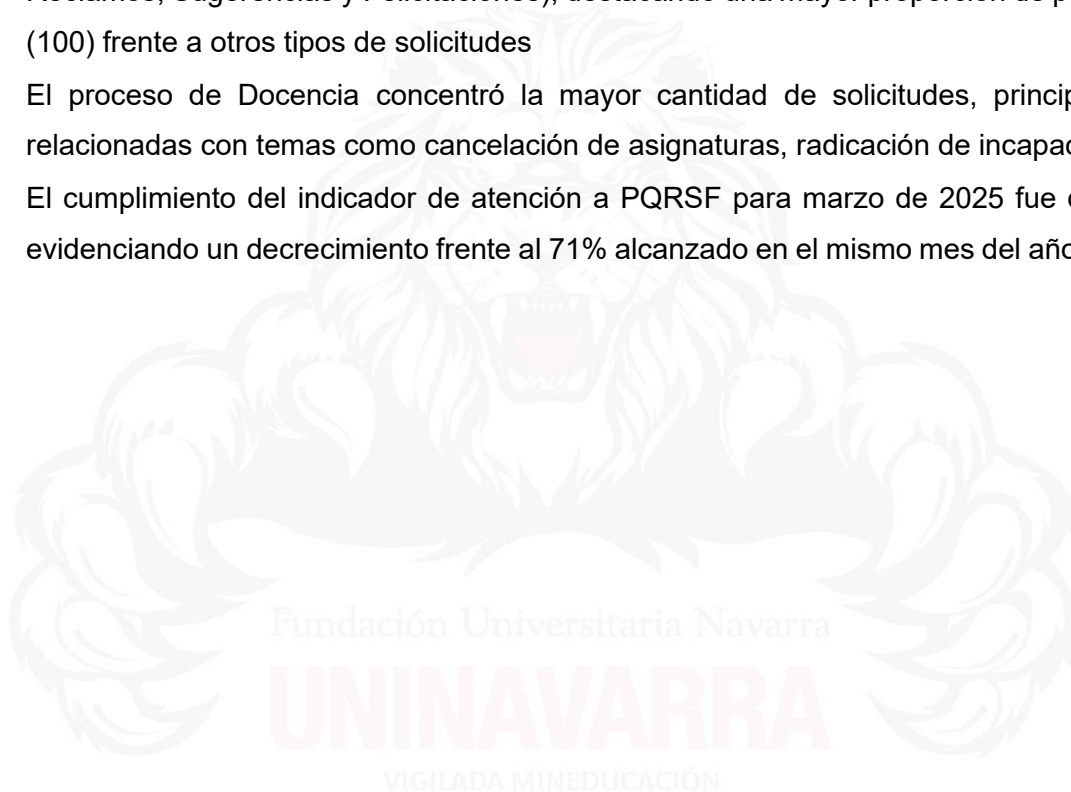 Reclamos, Sugerencias y Felicitaciones), destacando una mayor proporción de
(100) frente a otros tipos de solicitudes
El proceso de Docencia concentró la mayor cantidad de solicitudes,
relacionadas con temas como cancelación de asignaturas, radicación de
El cumplimiento del indicador de atención a PQRSF para marzo de 2025 fue
evidenciando un decrecimiento frente al 71% alcanzado en el mismo mes del año
Fundación Universitaria Navarra
UNINAVARRA
VIGILADA MINEDUCACIÓN